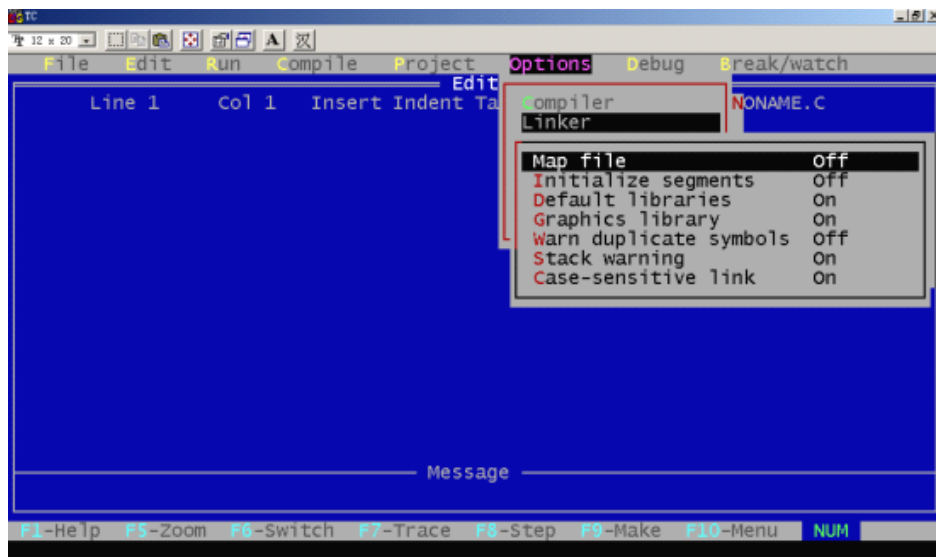 TC
12 x 20 A 汉
File Edit Run Compile Project Options Debug Break/watch
Edit
Line 1 Col 1 Insert Indent Ta NONAME.C
Compiler
Linker
Map file Off
Initialize segments Off
Default libraries On
Graphics library On
Warn duplicate symbols Off
Stack warning On
Case-sensitive link On
Message
F1-Help F5-Zoom F6-Switch F7-Trace F8-Step F9-Make F10-Menu NUM